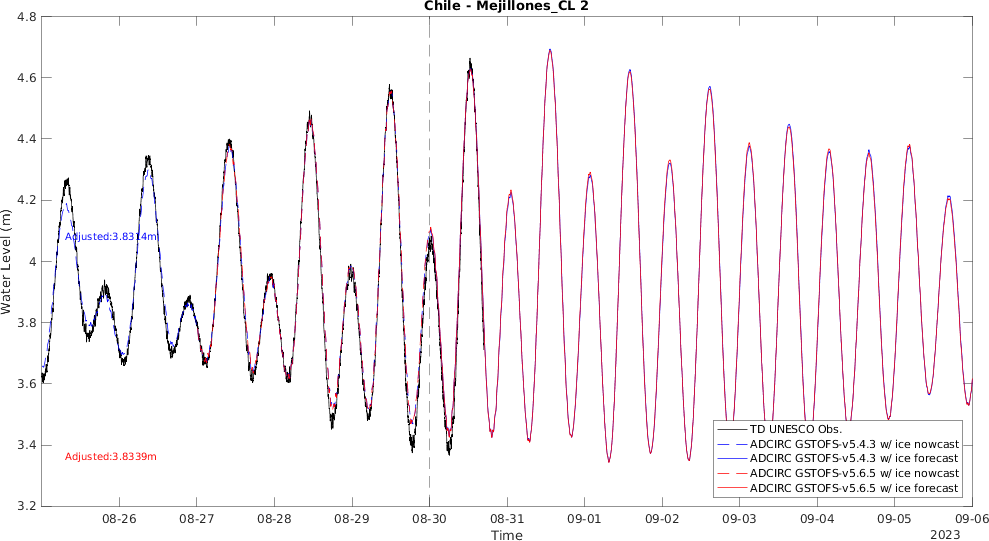 Chile - Mejillones_CL 2
4.8
4.6
4.4
4.2
4
3.8
3.6
3.4
3.2
Water Level (m)
Adjusted:3.8314m
Adjusted:3.8339m
TD UNESCO Obs.
ADCIRC GSTOFS-v5.4.3 w/ ice nowcast
ADCIRC GSTOFS-v5.4.3 w/ ice forecast
ADCIRC GSTOFS-v5.6.5 w/ ice nowcast
ADCIRC GSTOFS-v5.6.5 w/ ice forecast
08-26 08-27 08-28 08-29 08-30 08-31 09-01 09-02 09-03 09-04 09-05 09-06
Time
2023